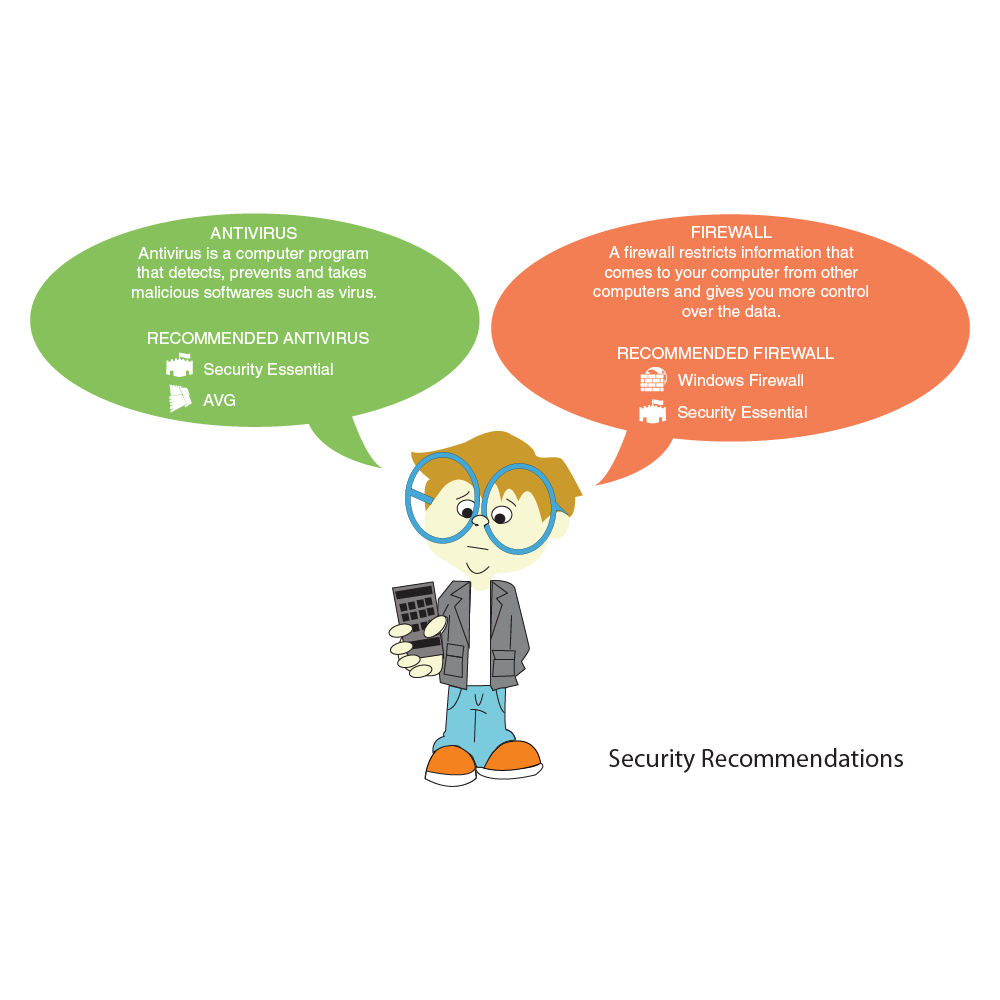 ANTIVIRUS
Antivirus is a computer program
that detects, prevents and takes
malicious softwares such as virus.
RECOMMENDED ANTIVIRUS
Security Essential
AVG
FIREWALL
A firewall restricts information that
comes to your computer from other
computers and gives you more control
over the data.
RECOMMENDED FIREWALL
Windows Firewall
Security Essential
Security Recommendations